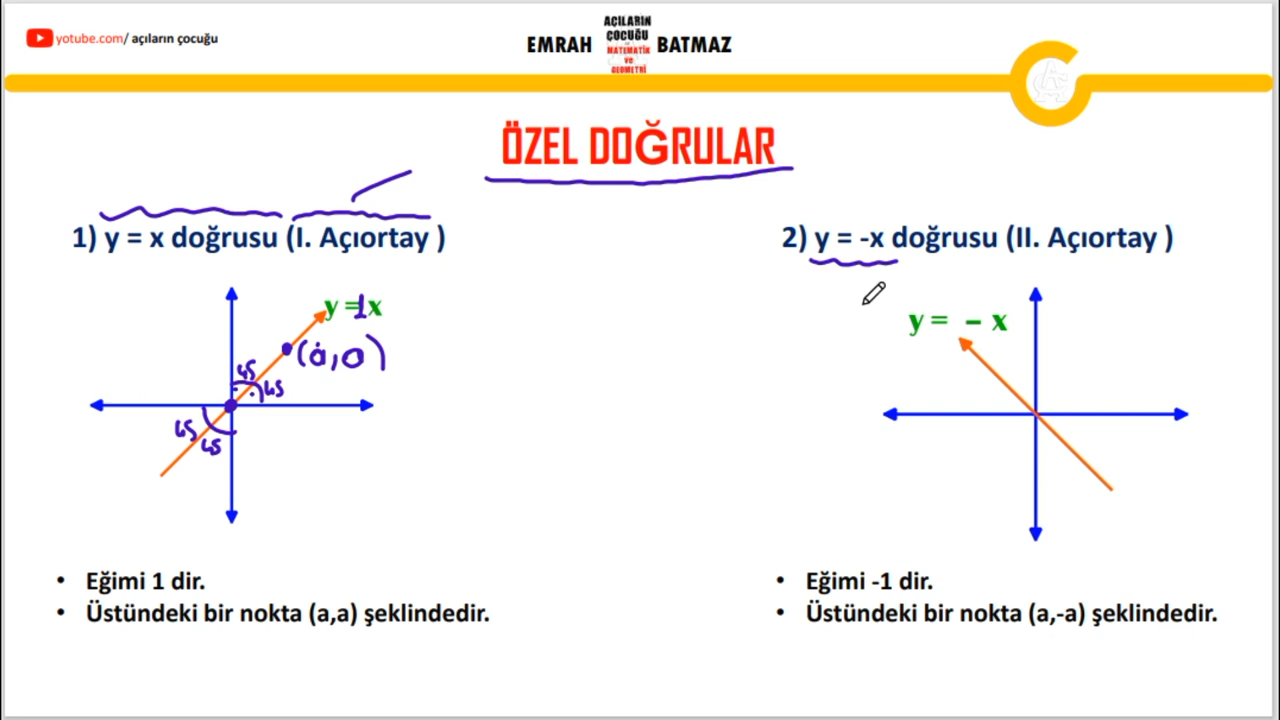 yotube.com/ açıların çocuğu
EMRAH
AÇILARIN
ÇOCUĞU
MATEMATİK
ve
GEOMETRİ
BATMAZ
ÖZEL DOĞRULAR
1) y = x doğrusu (I. Açıortay )
y =1x
(a,a)
45
45
45
45
• Eğimi 1 dir.
• Üstündeki bir nokta (a,a) şeklindedir.
2) y = -x doğrusu (II. Açıortay )
y = – x
• Eğimi -1 dir.
• Üstündeki bir nokta (a,-a) şeklindedir.